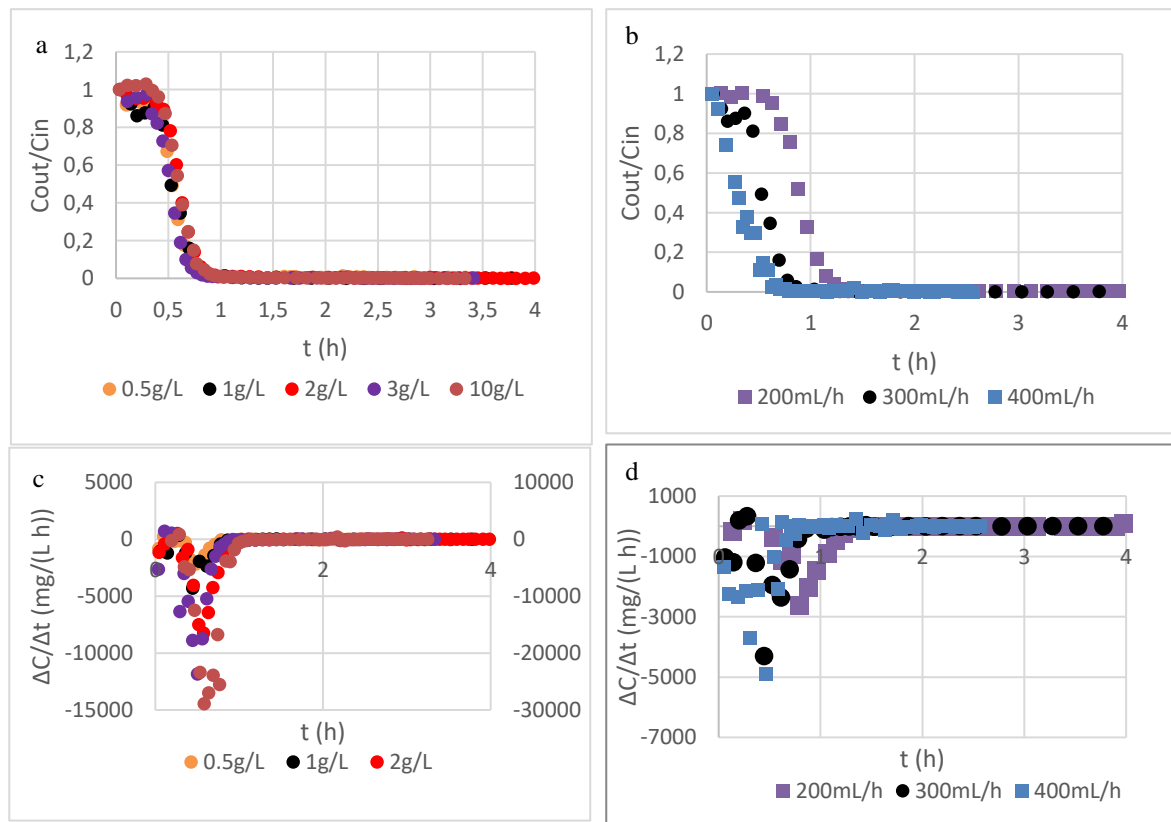 a
1,2
1
0,8
0,6
0,4
0,2
0
Cout/Cin
0 0,5 1 1,5 2 2,5 3 3,5 4
t (h)
0.5g/L 1g/L 2g/L 3g/L 10g/L
b
1,2
1
0,8
0,6
0,4
0,2
0
Cout/Cin
0 1 2 3 4
t (h)
200mL/h 300mL/h 400mL/h
c
5000
0
-5000
-10000
-15000
ΔC/Δt (mg/(L h))
10000
0
-10000
-20000
-30000
0 2 4
t (h)
0.5g/L 1g/L 2g/L
d
1000
-1000
-3000
-5000
-7000
ΔC/Δt (mg/(L h))
0 1 2 3 4
t (h)
200mL/h 300mL/h 400mL/h